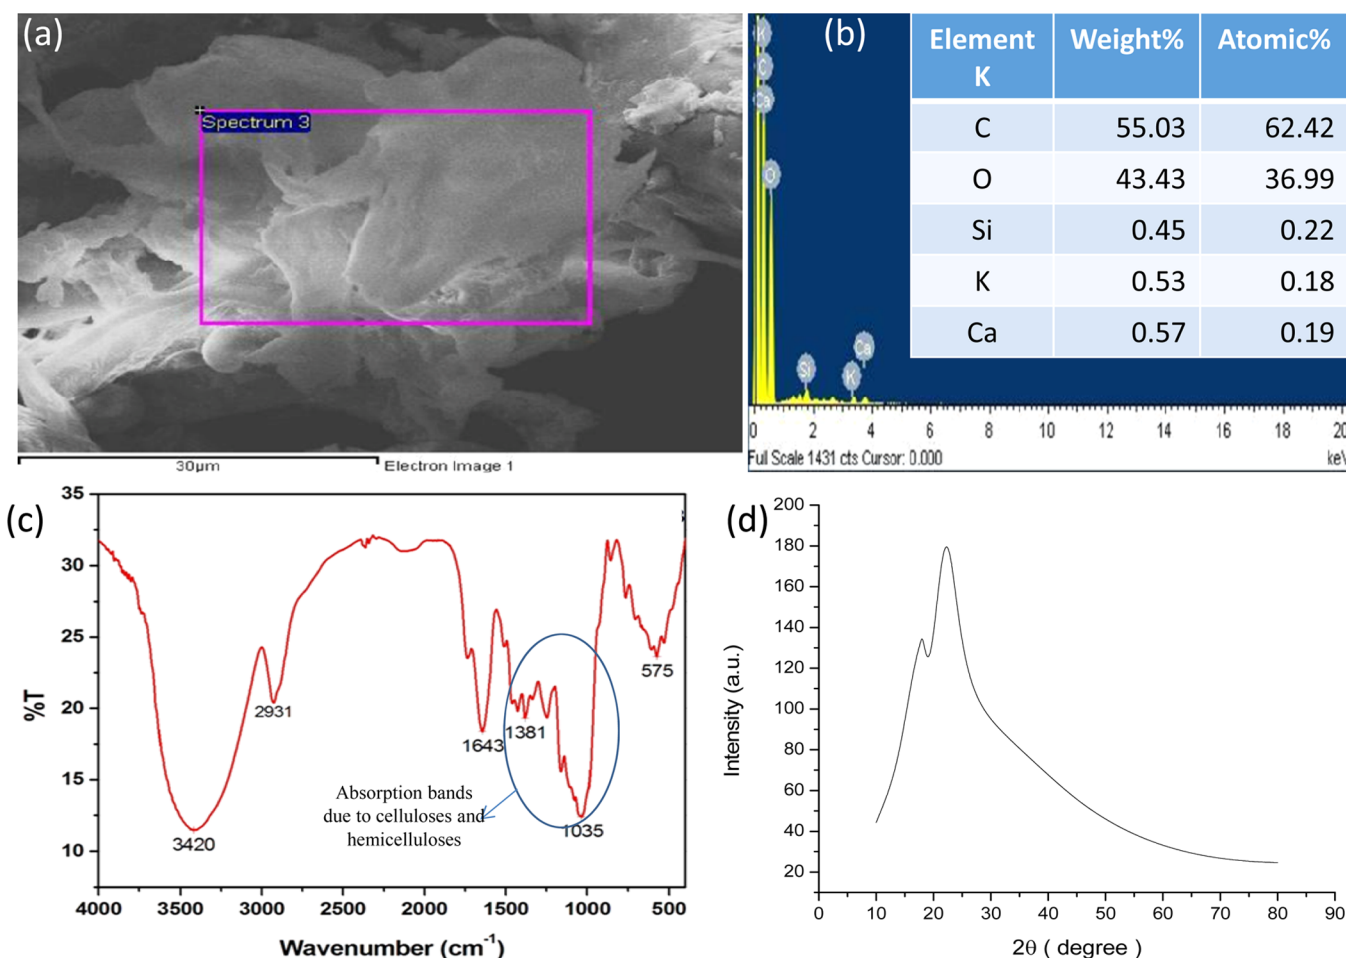 (a)
Spectrum 3
30µm
Electron Image 1
(b)
K
C
Ca
O
Si
K
Ca
0 2 4 6 8 10 12 14 16 18 20
Full Scale 1431 cts Cursor: 0.000
keV
Element K Weight% Atomic%
C 55.03 62.42
O 43.43 36.99
Si 0.45 0.22
K 0.53 0.18
Ca 0.57 0.19
(c)
%T
35
30
25
20
15
10
3420
2931
1643
1381
1035
575
Absorption bands
due to celluloses and
hemicelluloses
4000 3500 3000 2500 2000 1500 1000 500
Wavenumber (cm⁻¹)
(d)
Intensity (a.u.)
200
180
160
140
120
100
80
60
40
20
0 10 20 30 40 50 60 70 80 90
2θ ( degree )